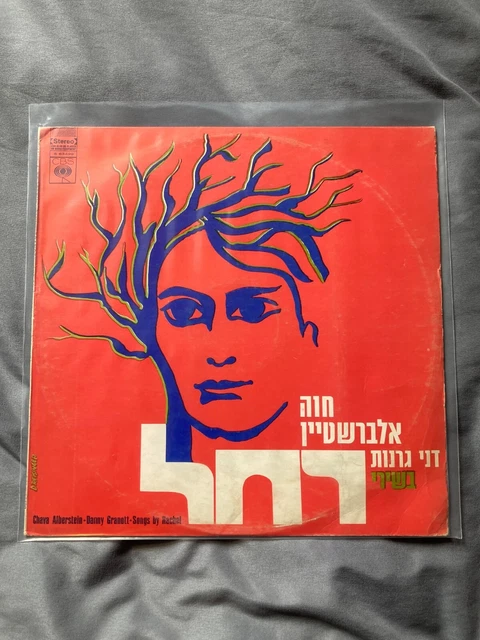 Stereo
CBS
חוה
אלברשטיין
דני גרנות
בשירי
רחל
Chava Alberstein-Danny Granott-Songs by Rachel